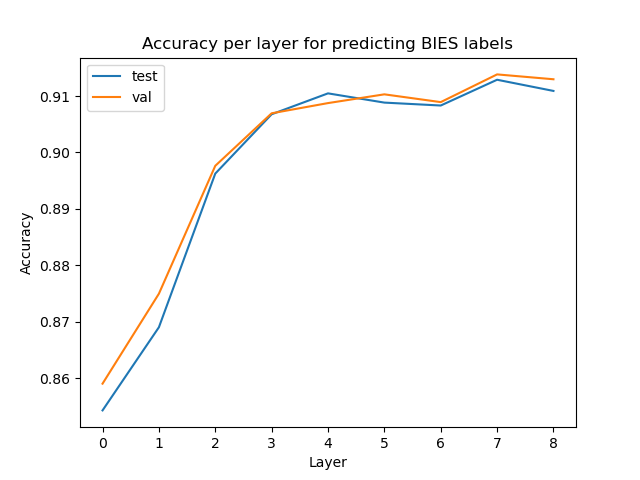 Accuracy per layer for predicting BIES labels
test
val
0.91
0.90
0.89
0.88
0.87
0.86
Accuracy
0 1 2 3 4 5 6 7 8
Layer